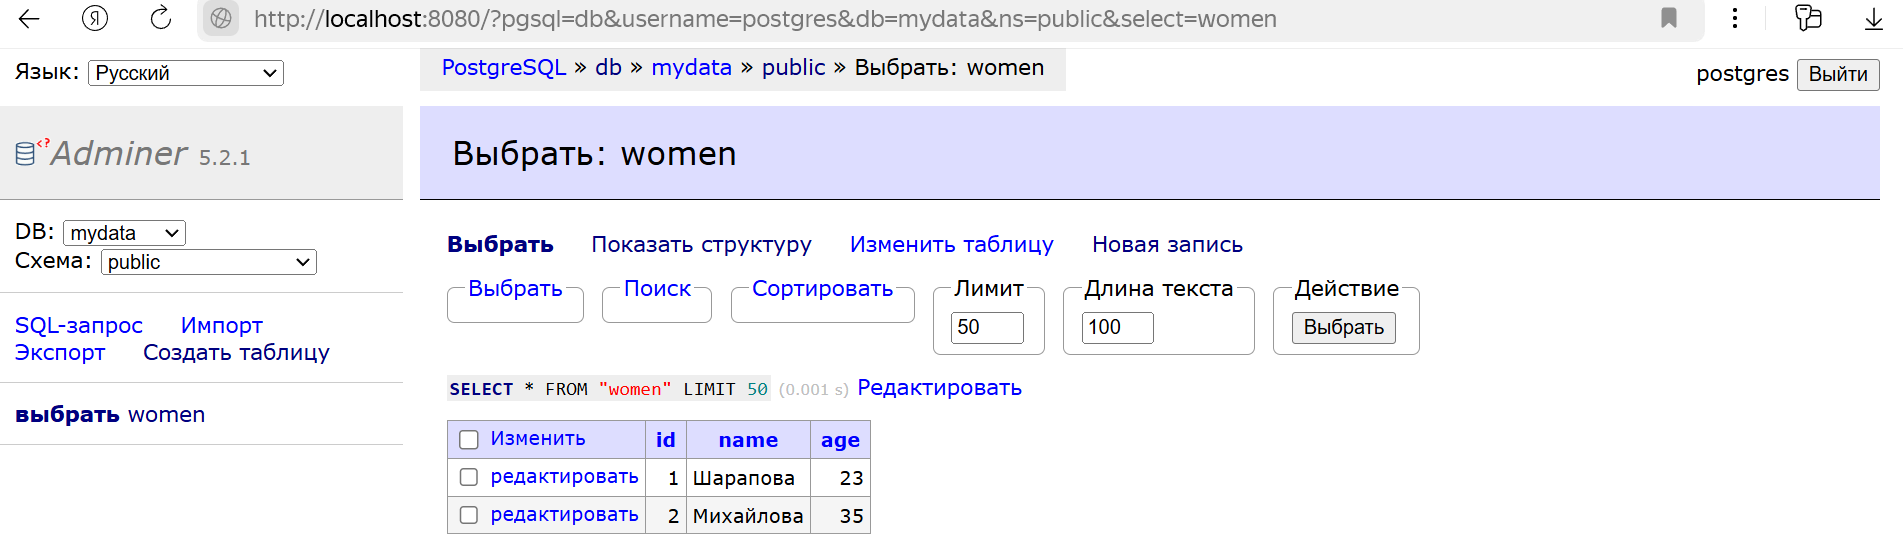 http://localhost:8080/?pgsql=db&username=postgres&db=mydata&ns=public&select=women
Язык: Русский
PostgreSQL » db » mydata » public » Выбрать: women
postgres Выйти
Adminer 5.2.1
Выбрать: women
DB: mydata
Схема: public
SQL-запрос Импорт
Экспорт Создать таблицу
выбрать women
Выбрать Показать структуру Изменить таблицу Новая запись
Выбрать Поиск Сортировать Лимит Длина текста Действие
50 100 Выбрать
SELECT * FROM "women" LIMIT 50 (0.001 s) Редактировать
Изменить id name age
редактировать 1 Шарапова 23
редактировать 2 Михайлова 35